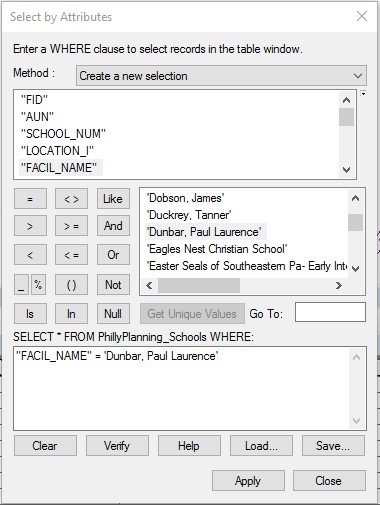 Select by Attributes
Enter a WHERE clause to select records in the table window.
Method : Create a new selection
"FID"
"AUN"
"SCHOOL_NUM"
"LOCATION_I"
"FACIL_NAME"
= < > Like
> > = And
< < = Or
_ % ( ) Not
Is In Null
'Dobson, James'
'Duckrey, Tanner'
'Dunbar, Paul Laurence'
'Eagles Nest Christian School'
'Easter Seals of Southeastern Pa- Early Inte
Get Unique Values Go To:
SELECT * FROM PhillyPlanning_Schools WHERE:
"FACIL_NAME" = 'Dunbar, Paul Laurence'
Clear Verify Help Load... Save...
Apply Close